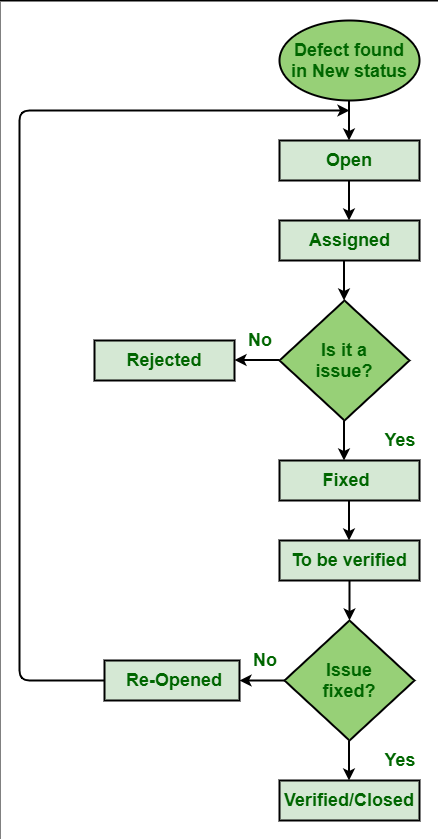 Defect found
in New status
Open
Assigned
Is it a
issue?
No
Rejected
Yes
Fixed
To be verified
Issue
fixed?
No
Re-Opened
Yes
Verified/Closed